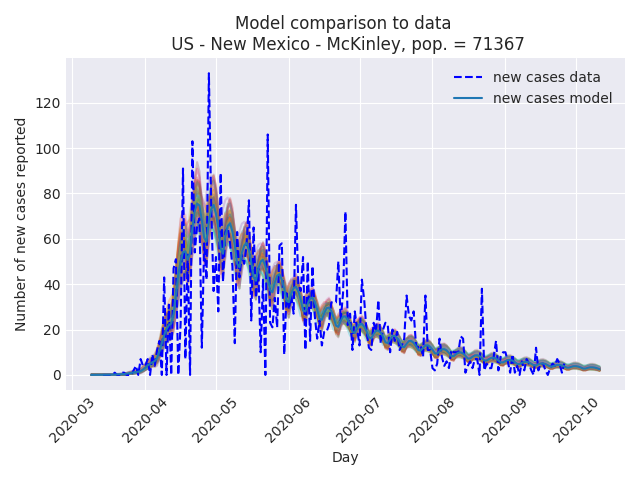 Model comparison to data
US - New Mexico - McKinley, pop. = 71367
new cases data
new cases model
Number of new cases reported
120
100
80
60
40
20
0
2020-03
2020-04
2020-05
2020-06
2020-07
2020-08
2020-09
2020-10
Day